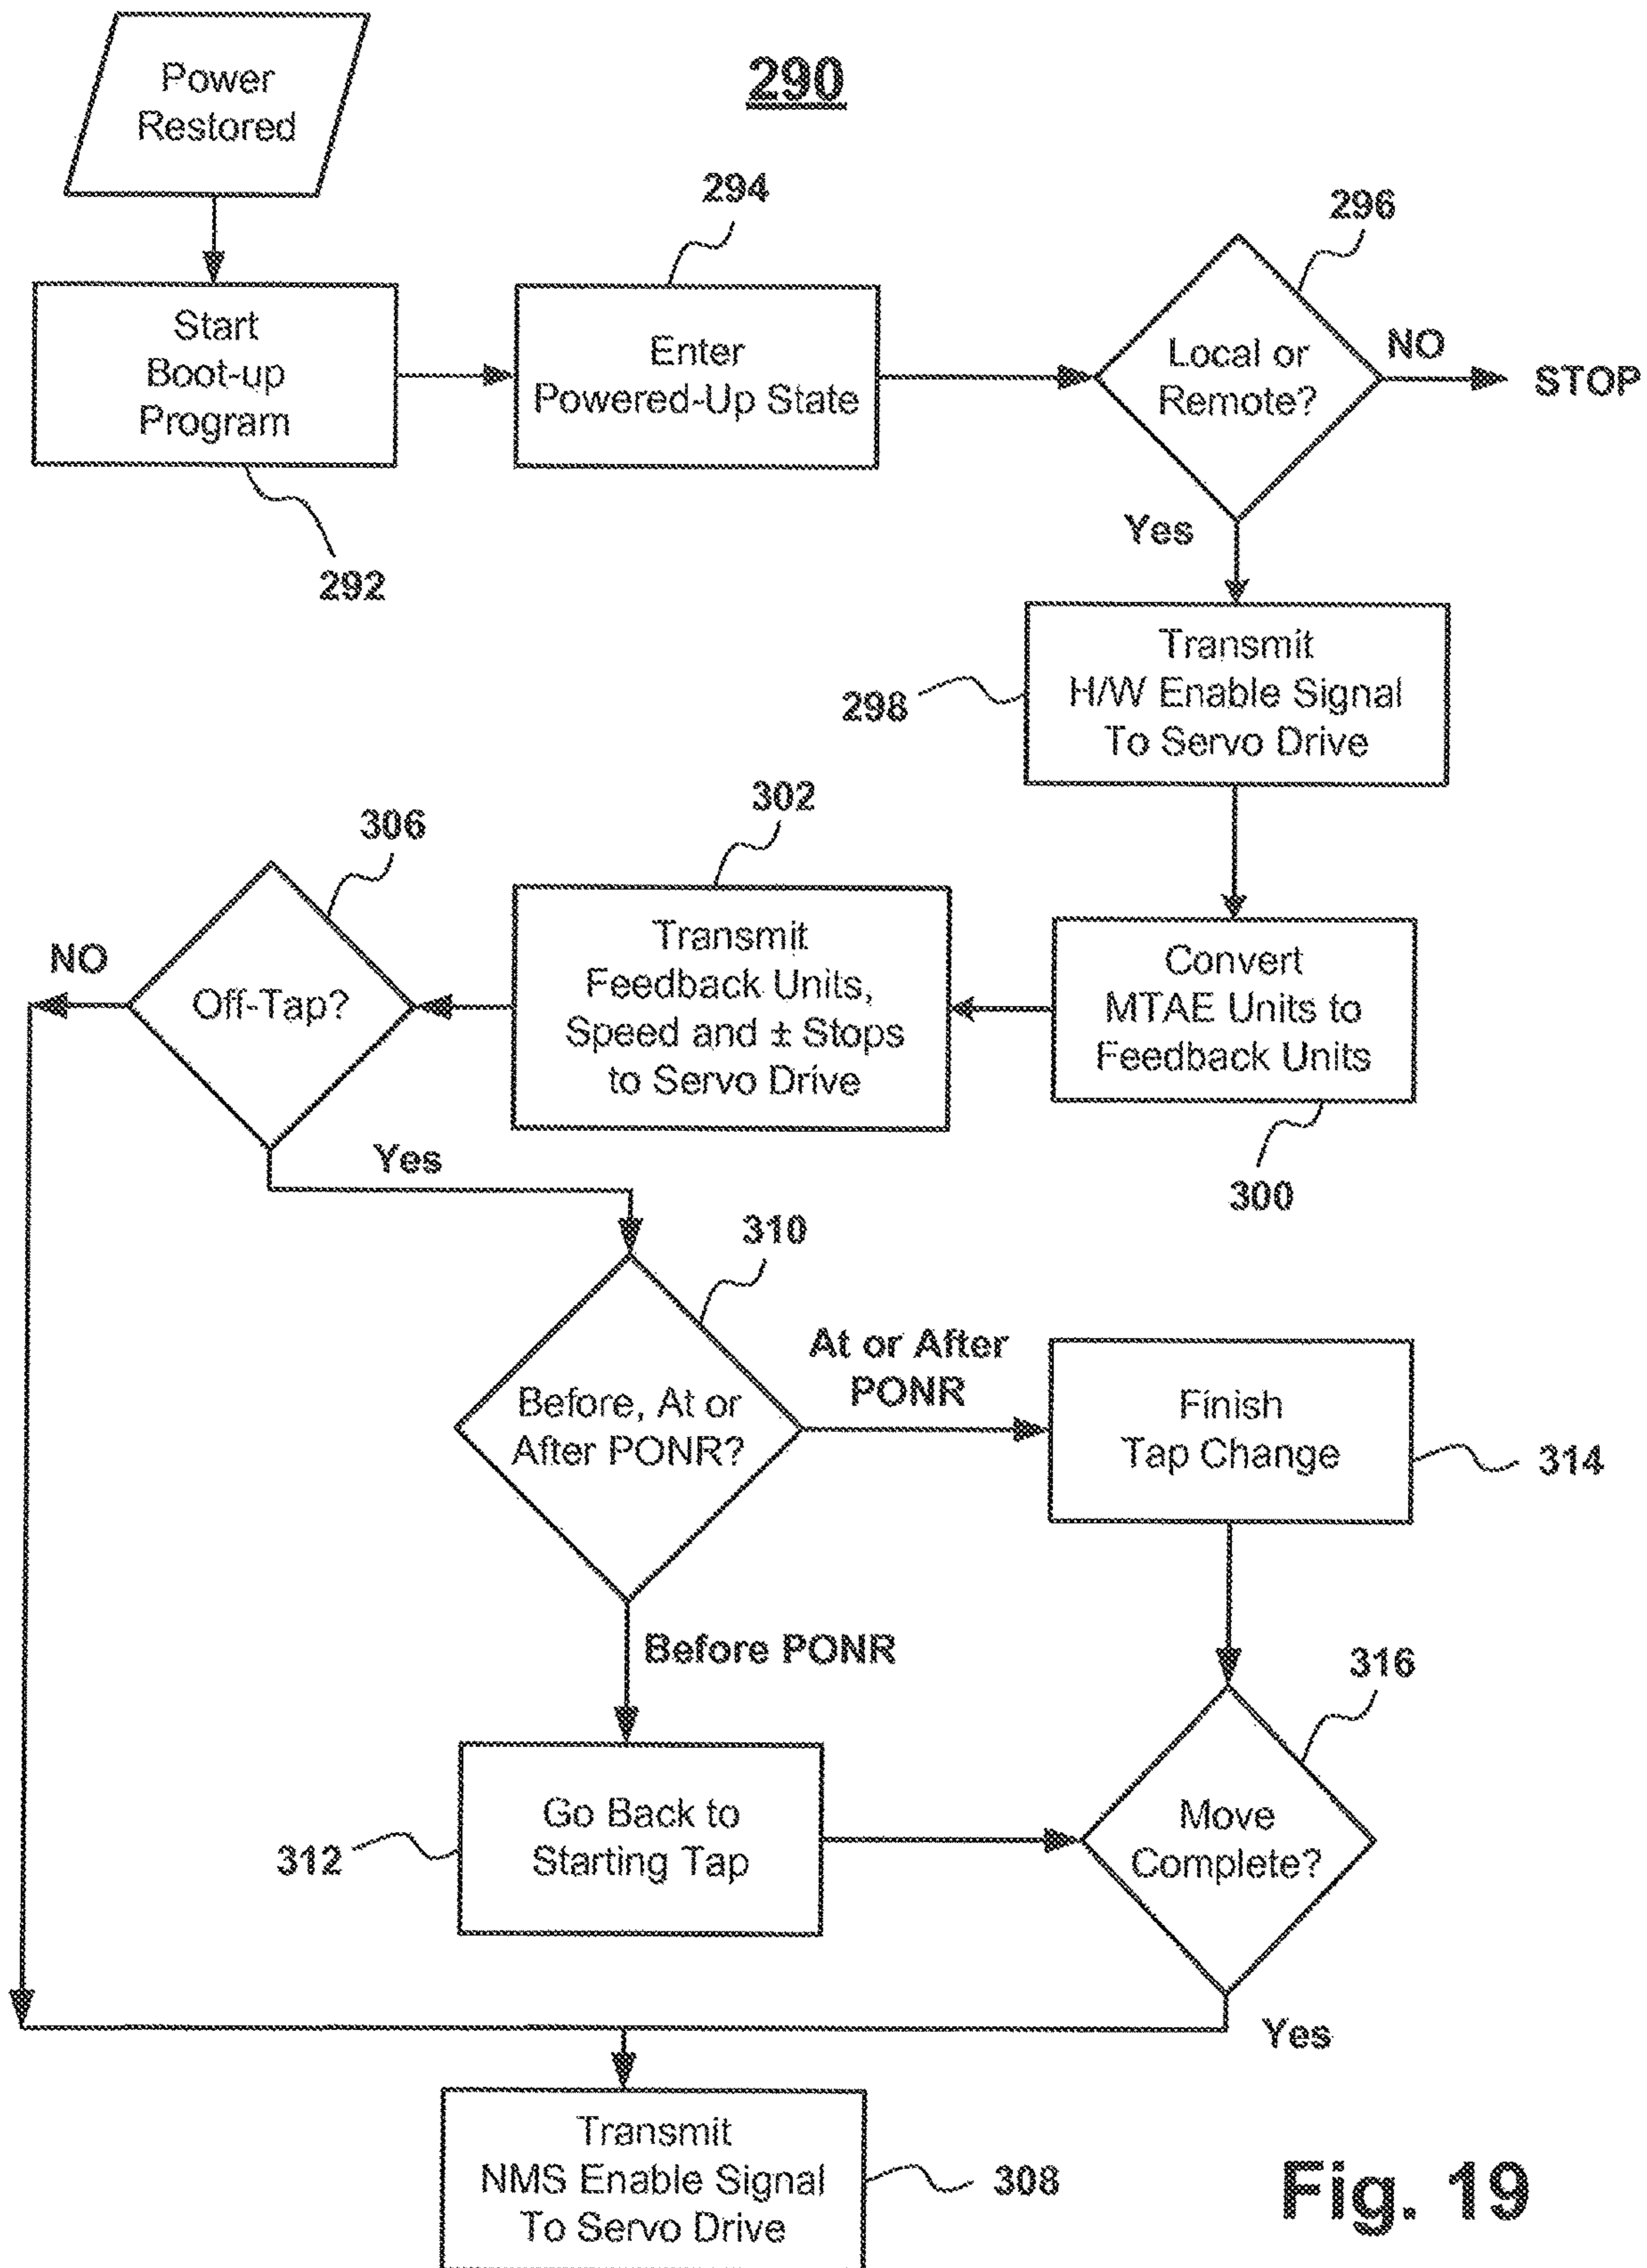 290
Power
Restored
Start
Boot-up
Program
292
294
Enter
Powered-Up State
296
Local or
Remote?
NO
STOP
Yes
Transmit
H/W Enable Signal
To Servo Drive
298
Convert
MTAE Units to
Feedback Units
300
302
Transmit
Feedback Units,
Speed and ± Stops
to Servo Drive
306
Off-Tap?
NO
Yes
310
Before, At or
After PONR?
At or After
PONR
Finish
Tap Change
314
Before PONR
Go Back to
Starting Tap
312
316
Move
Complete?
Yes
Transmit
NMS Enable Signal
To Servo Drive
308
Fig. 19